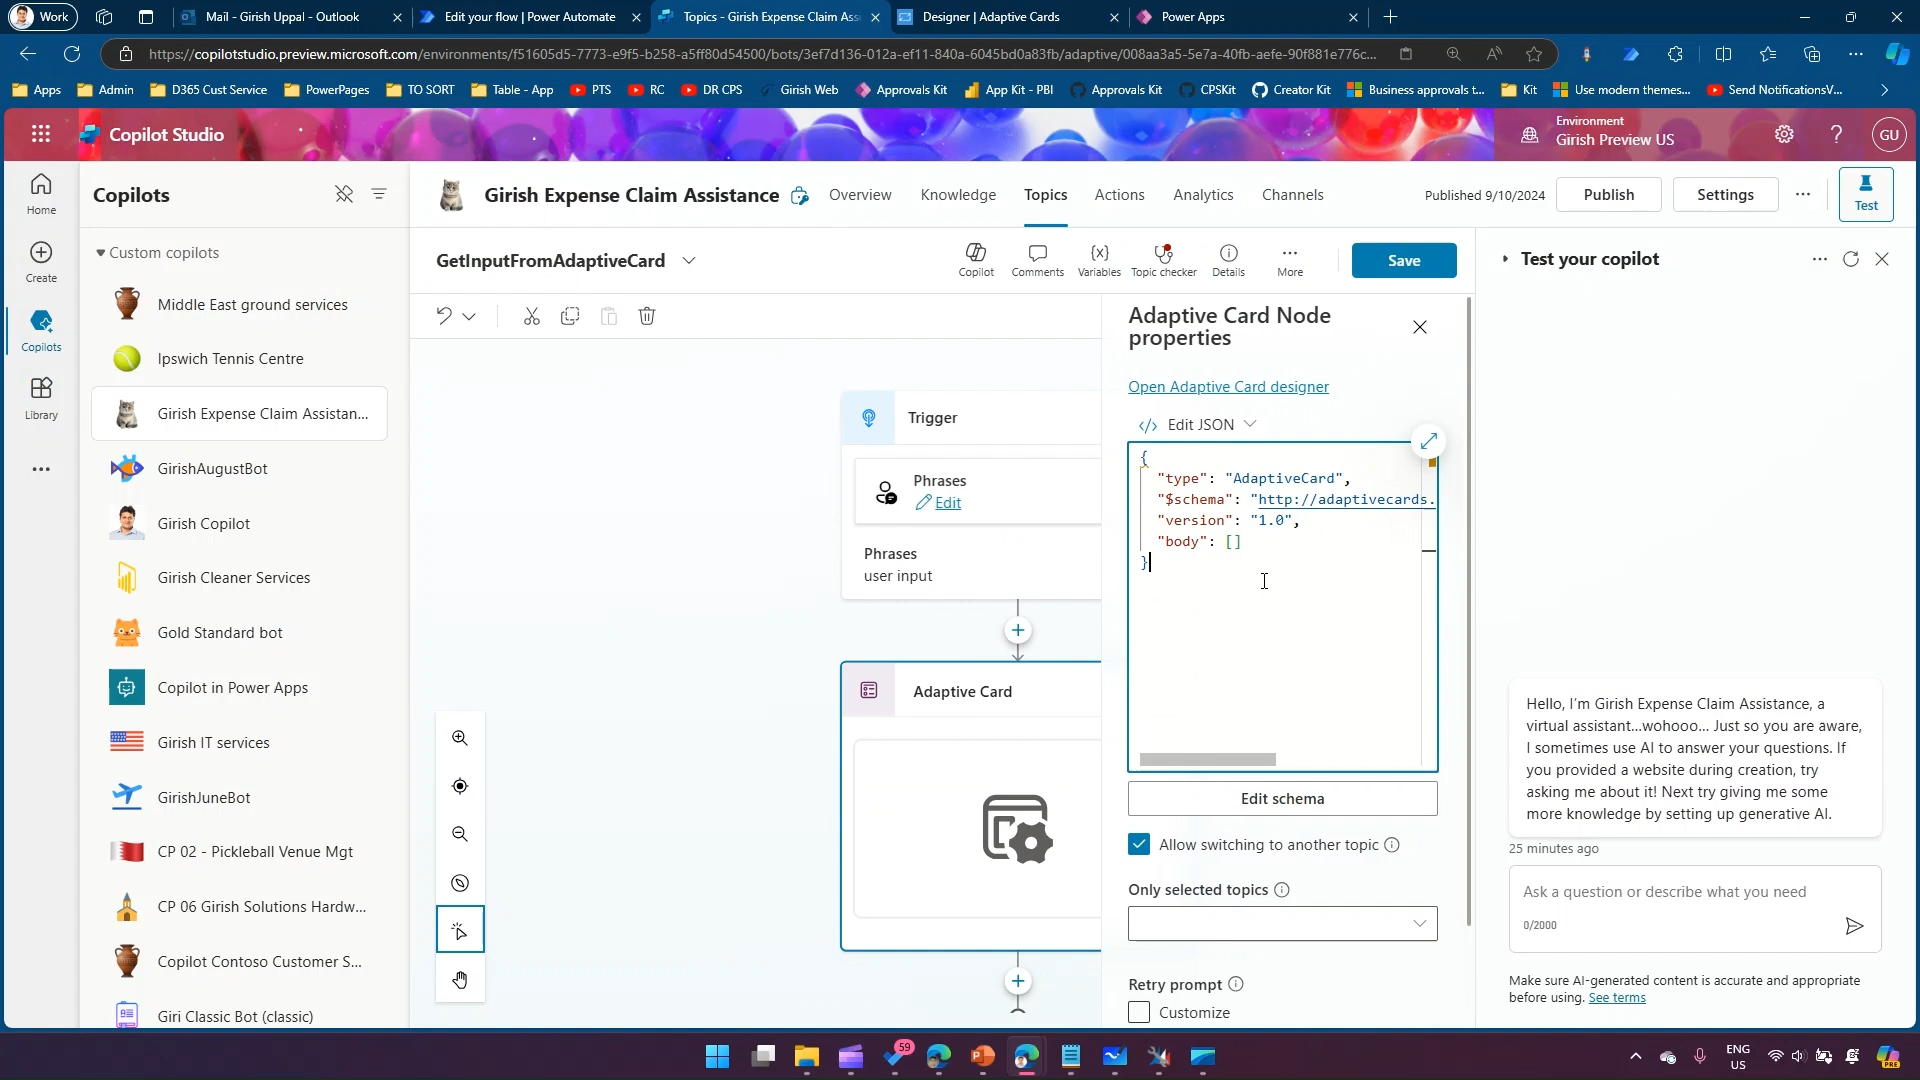 Work
Mail - Girish Uppal - Outlook
Edit your flow | Power Automate
Topics - Girish Expense Claim Ass
Designer | Adaptive Cards
Power Apps
https://copilotstudio.preview.microsoft.com/environments/f51605d5-7773-e9f5-b258-a5ff80d54500/bots/3ef7d136-012a-ef11-840a-6045bd0a83fb/adaptive/008aa3a5-5e7a-40fb-aefe-90f881e776c...
Apps
Admin
D365 Cust Service
PowerPages
TO SORT
Table - App
PTS
RC
DR CPS
Girish Web
Approvals Kit
App Kit - PBI
Approvals Kit
CPSKit
Creator Kit
Business approvals t...
Kit
Use modern themes...
Send NotificationsV...
Copilot Studio
Environment
Girish Preview US
GU
Home
Create
Copilots
Library
Copilots
Custom copilots
Middle East ground services
Ipswich Tennis Centre
Girish Expense Claim Assistan...
GirishAugustBot
Girish Copilot
Girish Cleaner Services
Gold Standard bot
Copilot in Power Apps
Girish IT services
GirishJuneBot
CP 02 - Pickleball Venue Mgt
CP 06 Girish Solutions Hardw...
Copilot Contoso Customer S...
Giri Classic Bot (classic)
Girish Expense Claim Assistance
Overview
Knowledge
Topics
Actions
Analytics
Channels
Published 9/10/2024
Publish
Settings
Test
GetInputFromAdaptiveCard
Copilot
Comments
Variables
Topic checker
Details
More
Save
Trigger
Phrases
Edit
Phrases
user input
Adaptive Card
Adaptive Card Node
properties
Open Adaptive Card designer
Edit JSON
{
"type": "AdaptiveCard",
"$schema": "http://adaptivecards.
"version": "1.0",
"body": []
}
Edit schema
Allow switching to another topic
Only selected topics
Retry prompt
Customize
Test your copilot
Hello, I'm Girish Expense Claim Assistance, a
virtual assistant...wohooo... Just so you are aware,
I sometimes use AI to answer your questions. If
you provided a website during creation, try
asking me about it! Next try giving me some
more knowledge by setting up generative AI.
25 minutes ago
Ask a question or describe what you need
0/2000
Make sure AI-generated content is accurate and appropriate
before using. See terms
59
ENG
US
PRE